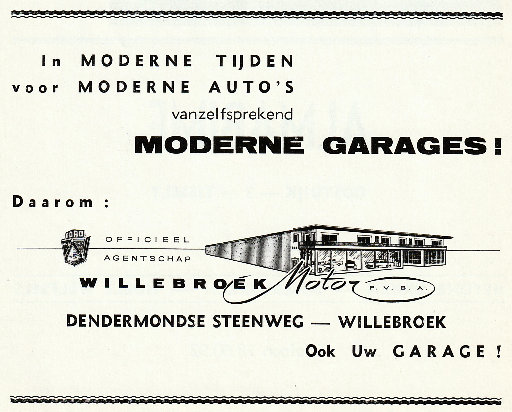 In MODERNE TIJDEN
voor MODERNE AUTO'S
vanzelfsprekend
MODERNE GARAGES!
Daarom :
OFFICIEEL
AGENTSCHAP
WILLEBROEK Motor P.V.B.A.
DENDERMONDSE STEENWEG — WILLEBROEK
Ook Uw GARAGE !